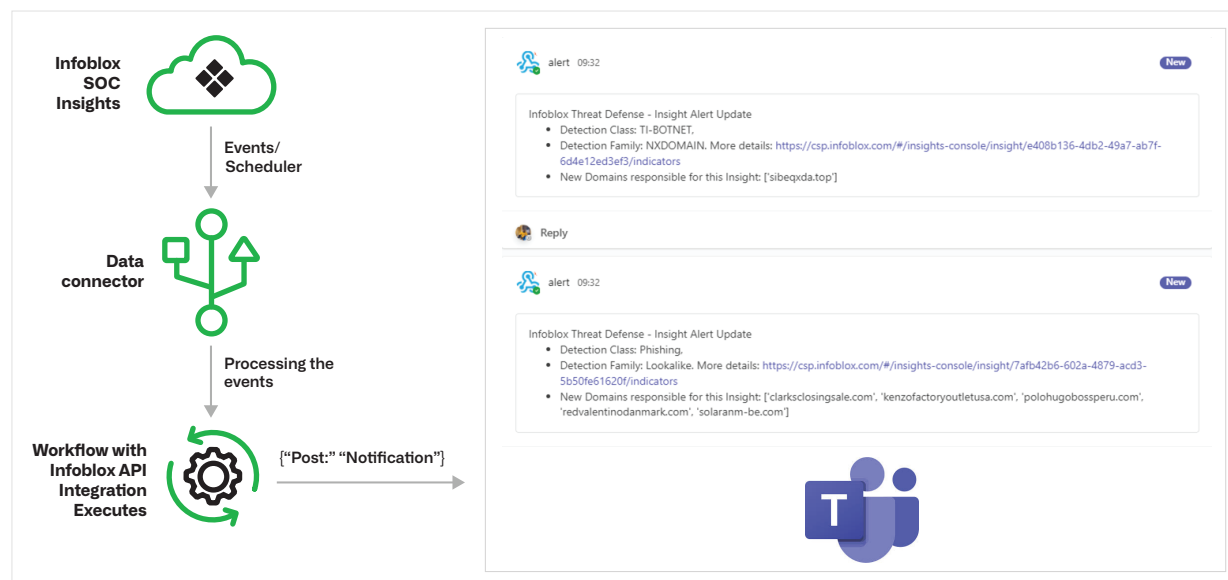 Infoblox
SOC
Insights
Events/
Scheduler
Data
connector
Processing the
events
Workflow with
Infoblox API
Integration
Executes
{“Post:” “Notification”}
alert 09:32
New
Infoblox Threat Defense - Insight Alert Update
• Detection Class: TI-BOTNET,
• Detection Family: NXDOMAIN. More details: https://csp.infoblox.com/#/insights-console/insight/e408b136-4db2-49a7-ab7f-
6d4e12ed3ef3/indicators
• New Domains responsible for this Insight: ['sibeqxda.top']
Reply
alert 09:32
New
Infoblox Threat Defense - Insight Alert Update
• Detection Class: Phishing,
• Detection Family: Lookalike. More details: https://csp.infoblox.com/#/insights-console/insight/7afb42b6-602a-4879-acd3-
5b50fe61620f/indicators
• New Domains responsible for this Insight: ['clarksclosingsale.com', 'kenzofactoryoutletusa.com', 'polohugobossperu.com',
'redvalentinodanmark.com', 'solaranm-be.com']
T